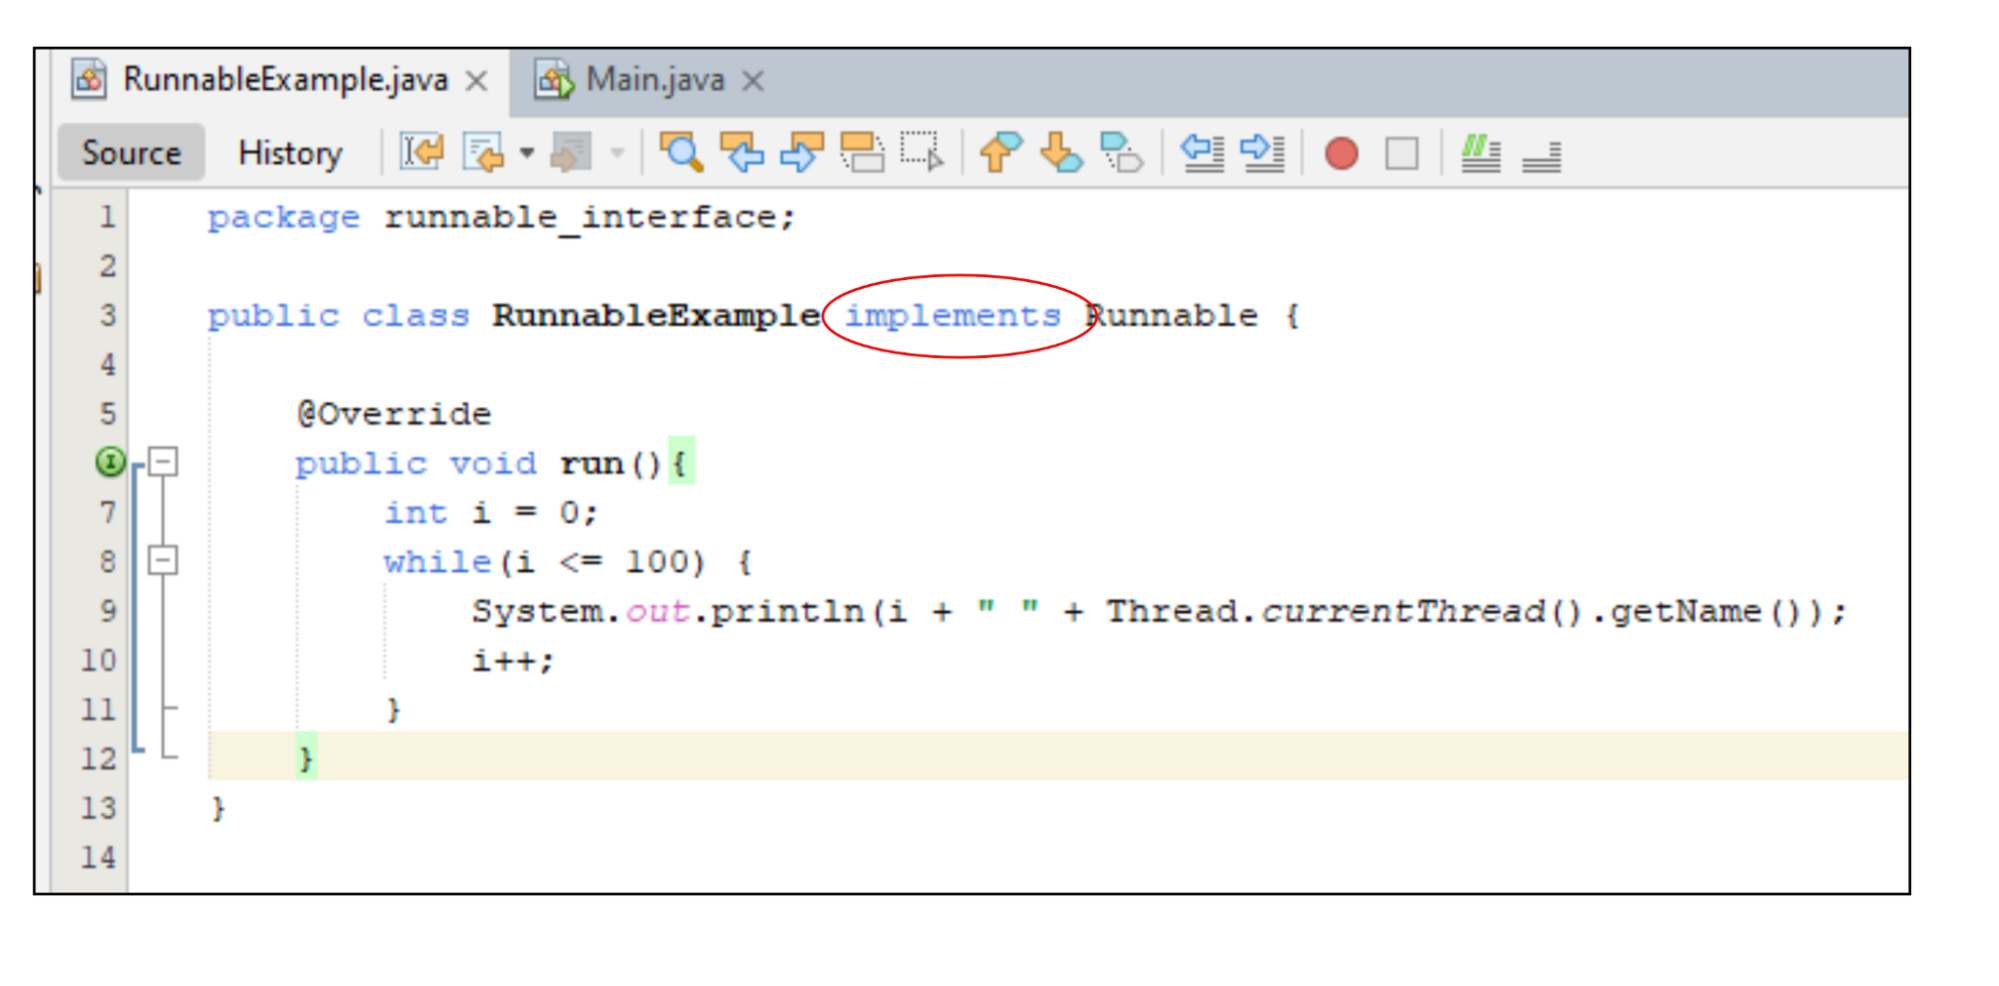 RunnableExample.java Main.java
Source History
1 package runnable_interface;
2
3 public class RunnableExample implements Runnable {
4
5 @Override
public void run(){
7 int i = 0;
8 while(i <= 100) {
9 System.out.println(i + " " + Thread.currentThread().getName());
10 i++;
11 }
12 }
13 }
14